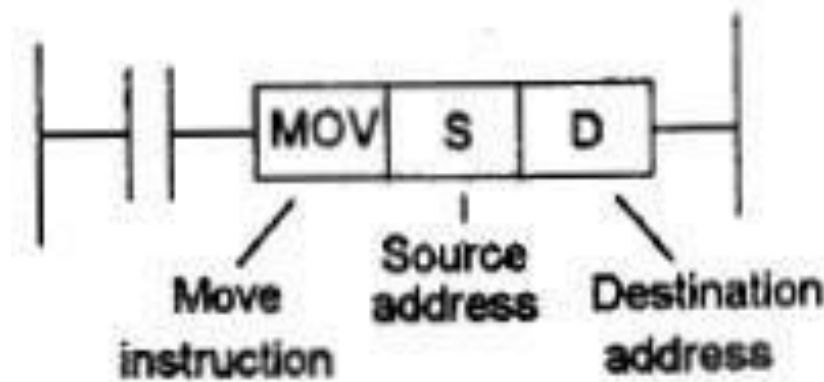 MOV S D
Move
instruction
Source
address
Destination
address